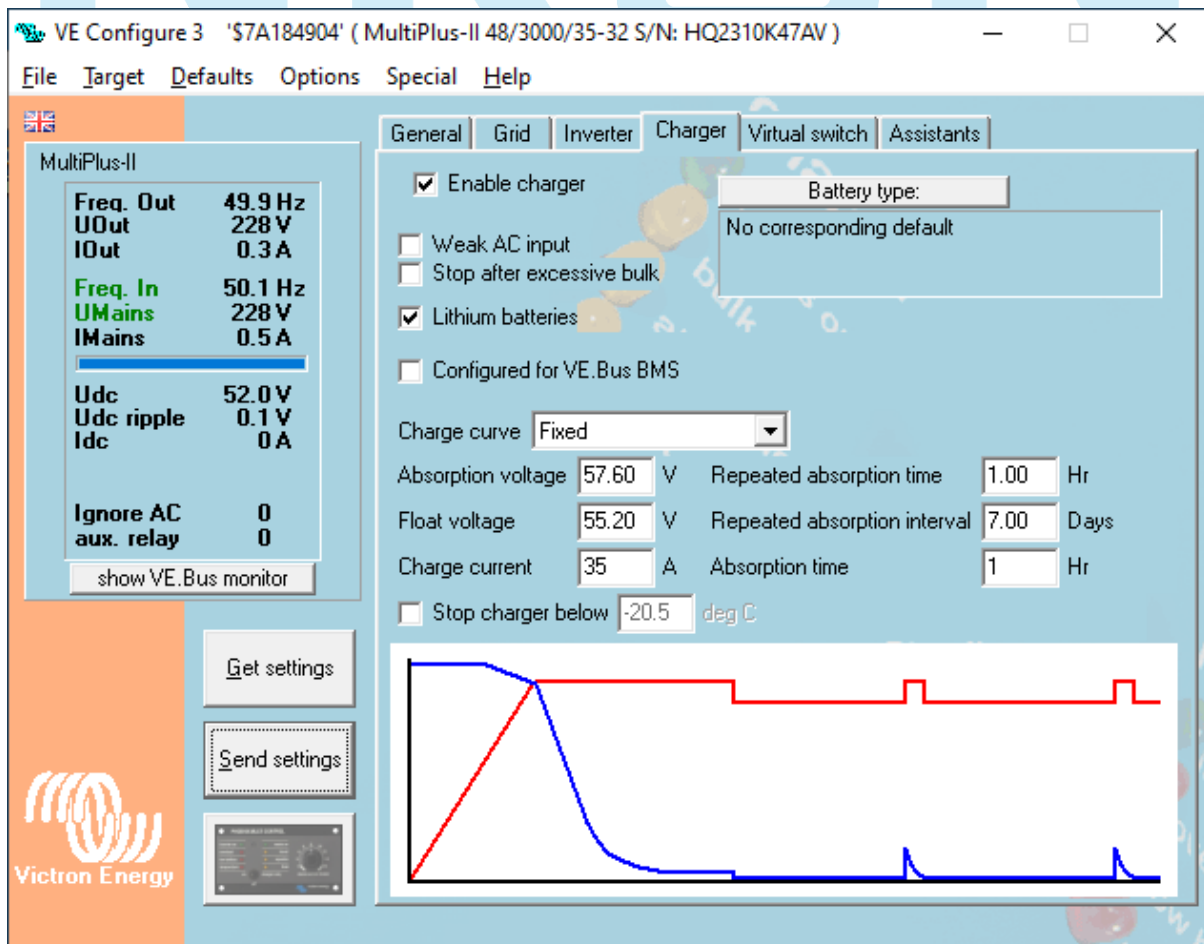 VE Configure 3 '$7A184904' ( MultiPlus-II 48/3000/35-32 S/N: HQ2310K47AV )
File Target Defaults Options Special Help
General Grid Inverter Charger Virtual switch Assistants
MultiPlus-II
Freq. Out 49.9 Hz
UOut 228 V
IOut 0.3 A
Freq. In 50.1 Hz
UMains 228 V
IMains 0.5 A
Udc 52.0 V
Udc ripple 0.1 V
Idc 0 A
Ignore AC 0
aux. relay 0
show VE.Bus monitor
Get settings
Send settings
Victron Energy
Enable charger
Battery type:
No corresponding default
Weak AC input
Stop after excessive bulk
Lithium batteries
Configured for VE.Bus BMS
Charge curve Fixed
Absorption voltage 57.60 V Repeated absorption time 1.00 Hr
Float voltage 55.20 V Repeated absorption interval 7.00 Days
Charge current 35 A Absorption time 1 Hr
Stop charger below -20.5 deg C
bulk